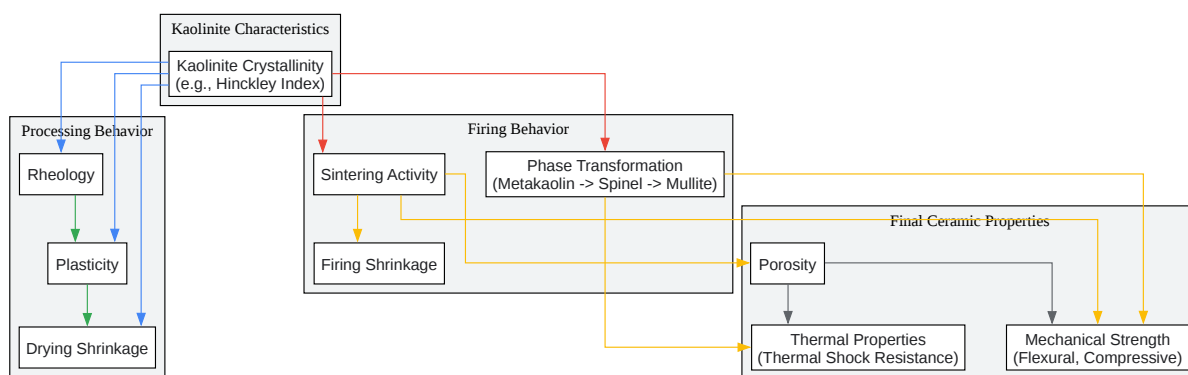 Kaolinite Characteristics
Kaolinite Crystallinity
(e.g., Hinckley Index)
Processing Behavior
Rheology
Plasticity
Drying Shrinkage
Firing Behavior
Sintering Activity
Phase Transformation
(Metakaolin -> Spinel -> Mullite)
Firing Shrinkage
Final Ceramic Properties
Porosity
Thermal Properties
(Thermal Shock Resistance)
Mechanical Strength
(Flexural, Compressive)